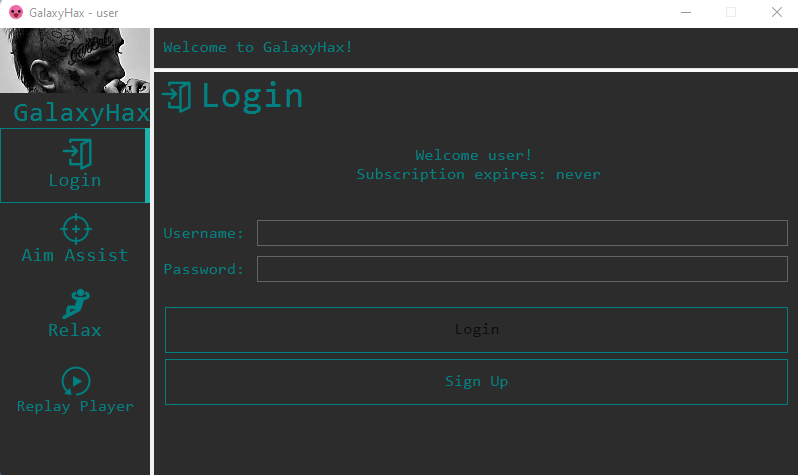 GalaxyHax - user
Welcome to GalaxyHax!
GalaxyHax
Login
Aim Assist
Relax
Replay Player
Login
Welcome user!
Subscription expires: never
Username:
Password:
Login
Sign Up